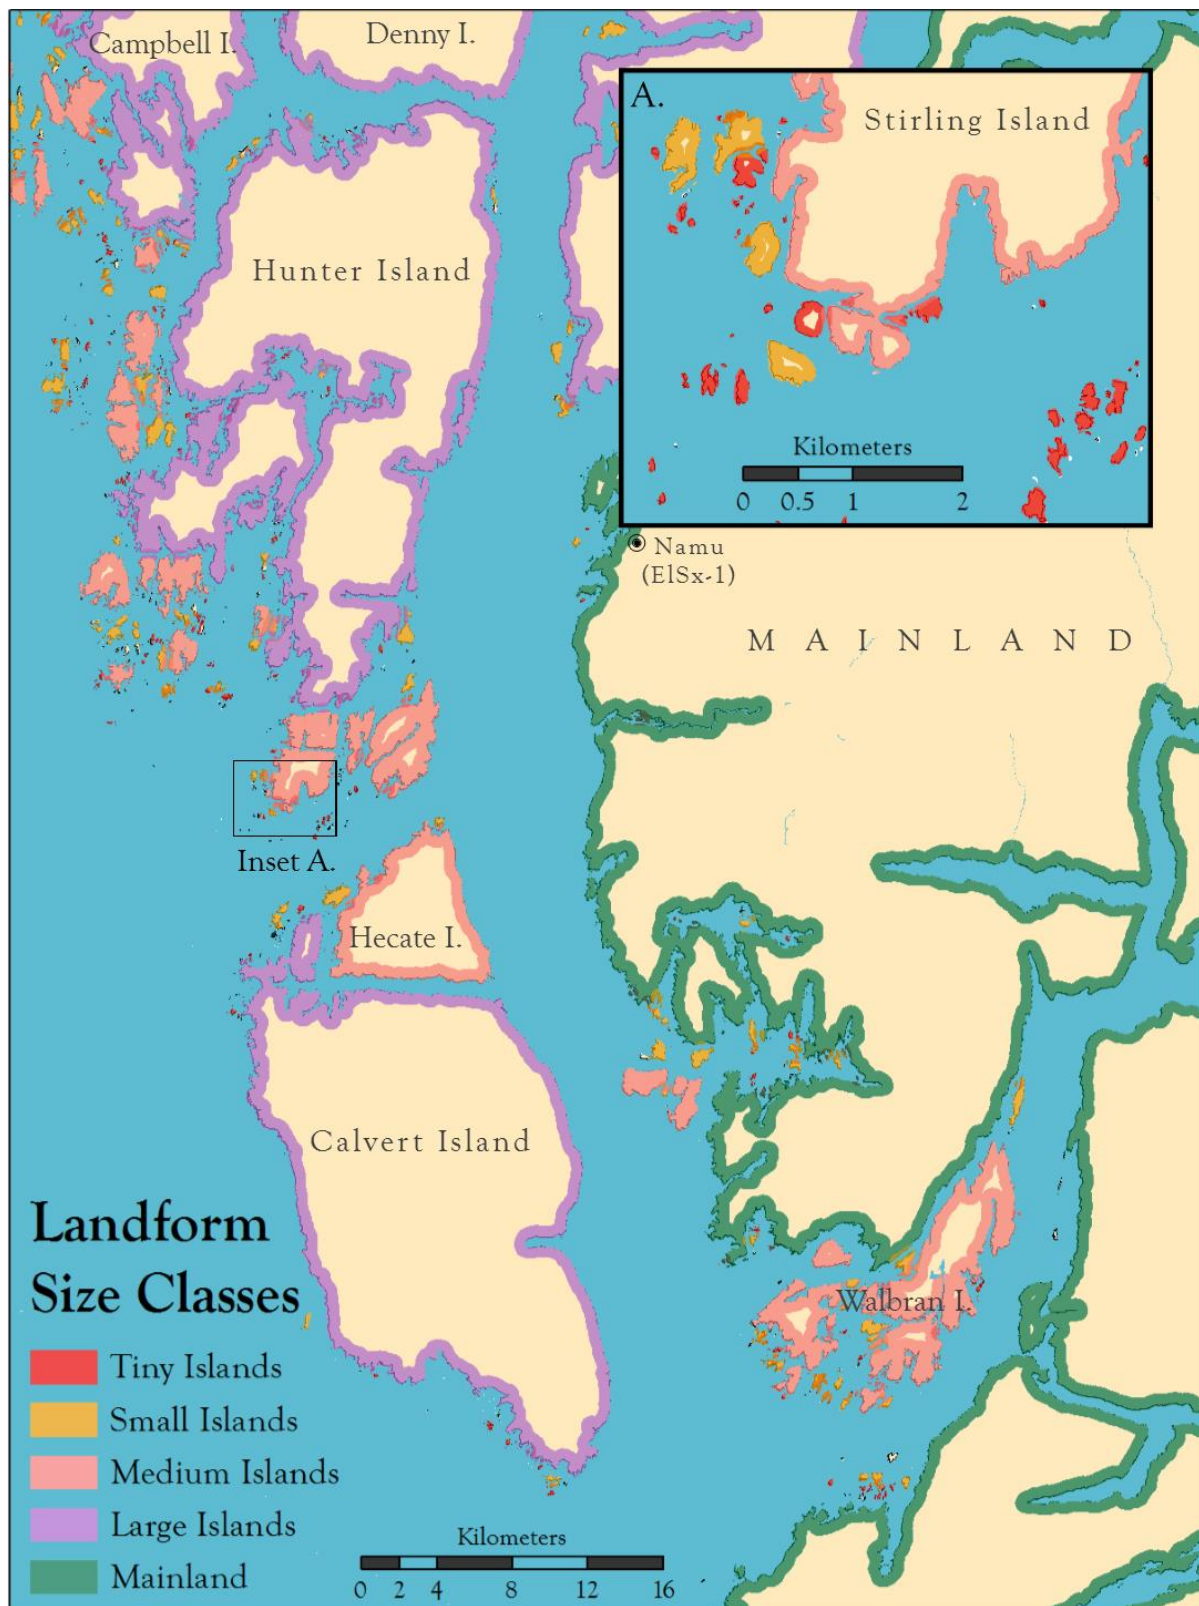 Campbell I.
Denny I.
A.
Stirling Island
Hunter Island
Kilometers
0 0.5 1 2
Namu
(ElSx-1)
MAINLAND
Inset A.
Hecate I.
Calvert Island
Walbran I.
Landform
Size Classes
Tiny Islands
Small Islands
Medium Islands
Large Islands
Mainland
Kilometers
0 2 4 8 12 16